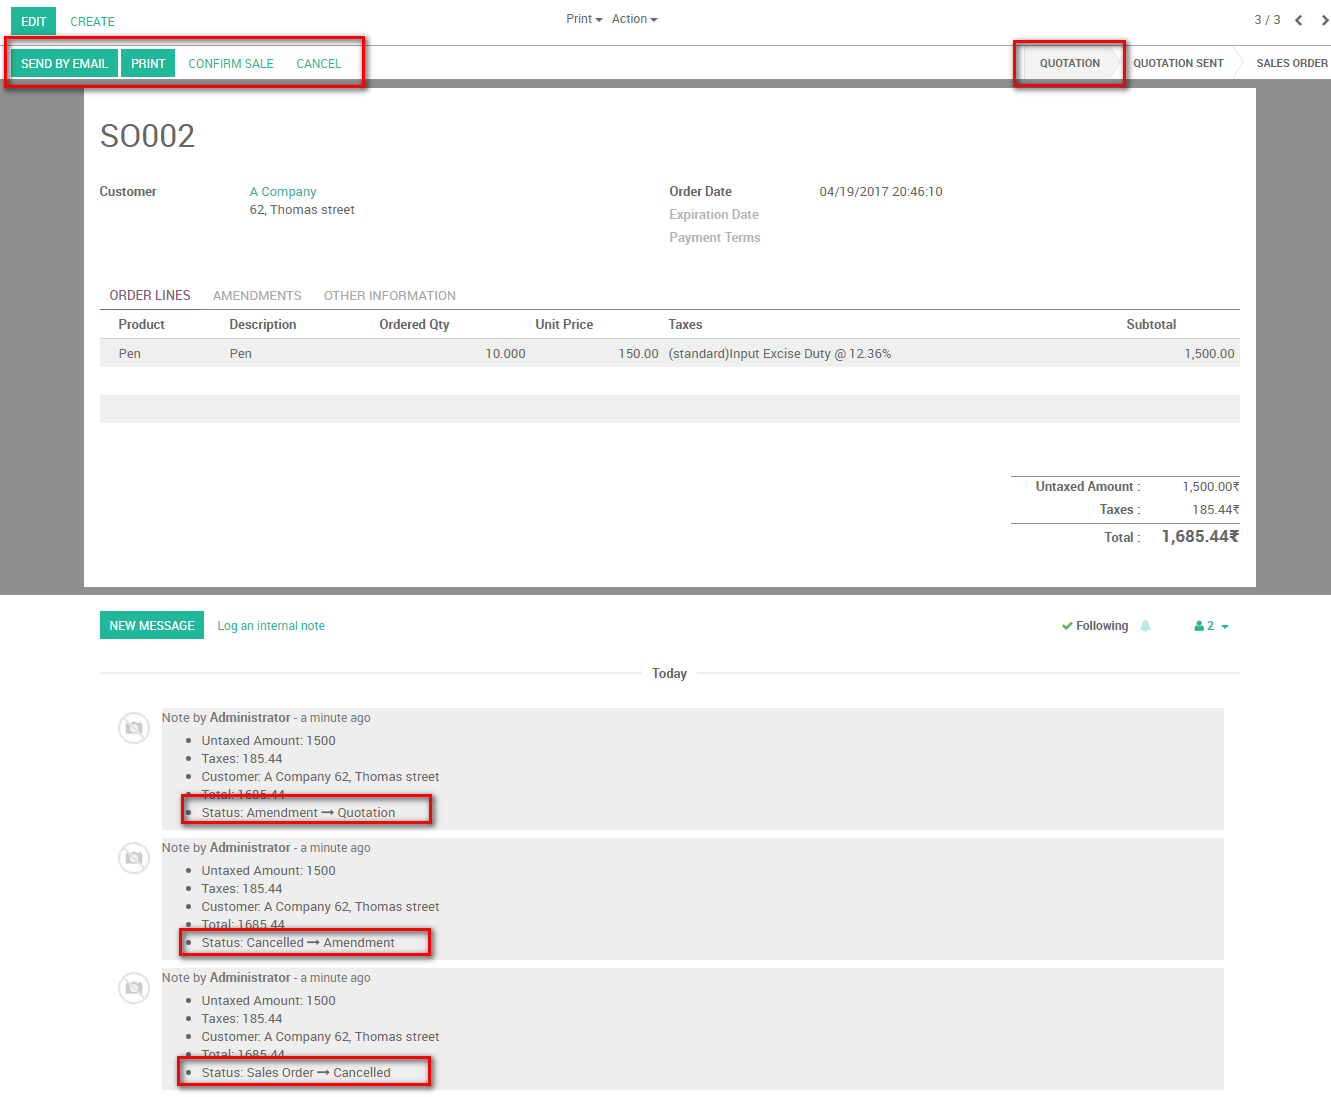 EDIT CREATE Print Action 3 / 3
SEND BY EMAIL PRINT CONFIRM SALE CANCEL QUOTATION QUOTATION SENT SALES ORDER
SO002
Customer A Company Order Date 04/19/2017 20:46:10
62, Thomas street Expiration Date
Payment Terms
ORDER LINES AMENDMENTS OTHER INFORMATION
Product Description Ordered Qty Unit Price Taxes Subtotal
Pen Pen 10.000 150.00 (standard)Input Excise Duty @ 12.36% 1,500.00
Untaxed Amount : 1,500.00₹
Taxes : 185.44₹
Total : 1,685.44₹
NEW MESSAGE Log an internal note Following 2
Today
Note by Administrator - a minute ago
Untaxed Amount: 1500
Taxes: 185.44
Customer: A Company 62, Thomas street
Total: 1685.44
Status: Amendment → Quotation
Note by Administrator - a minute ago
Untaxed Amount: 1500
Taxes: 185.44
Customer: A Company 62, Thomas street
Total: 1685.44
Status: Cancelled → Amendment
Note by Administrator - a minute ago
Untaxed Amount: 1500
Taxes: 185.44
Customer: A Company 62, Thomas street
Total: 1685.44
Status: Sales Order → Cancelled